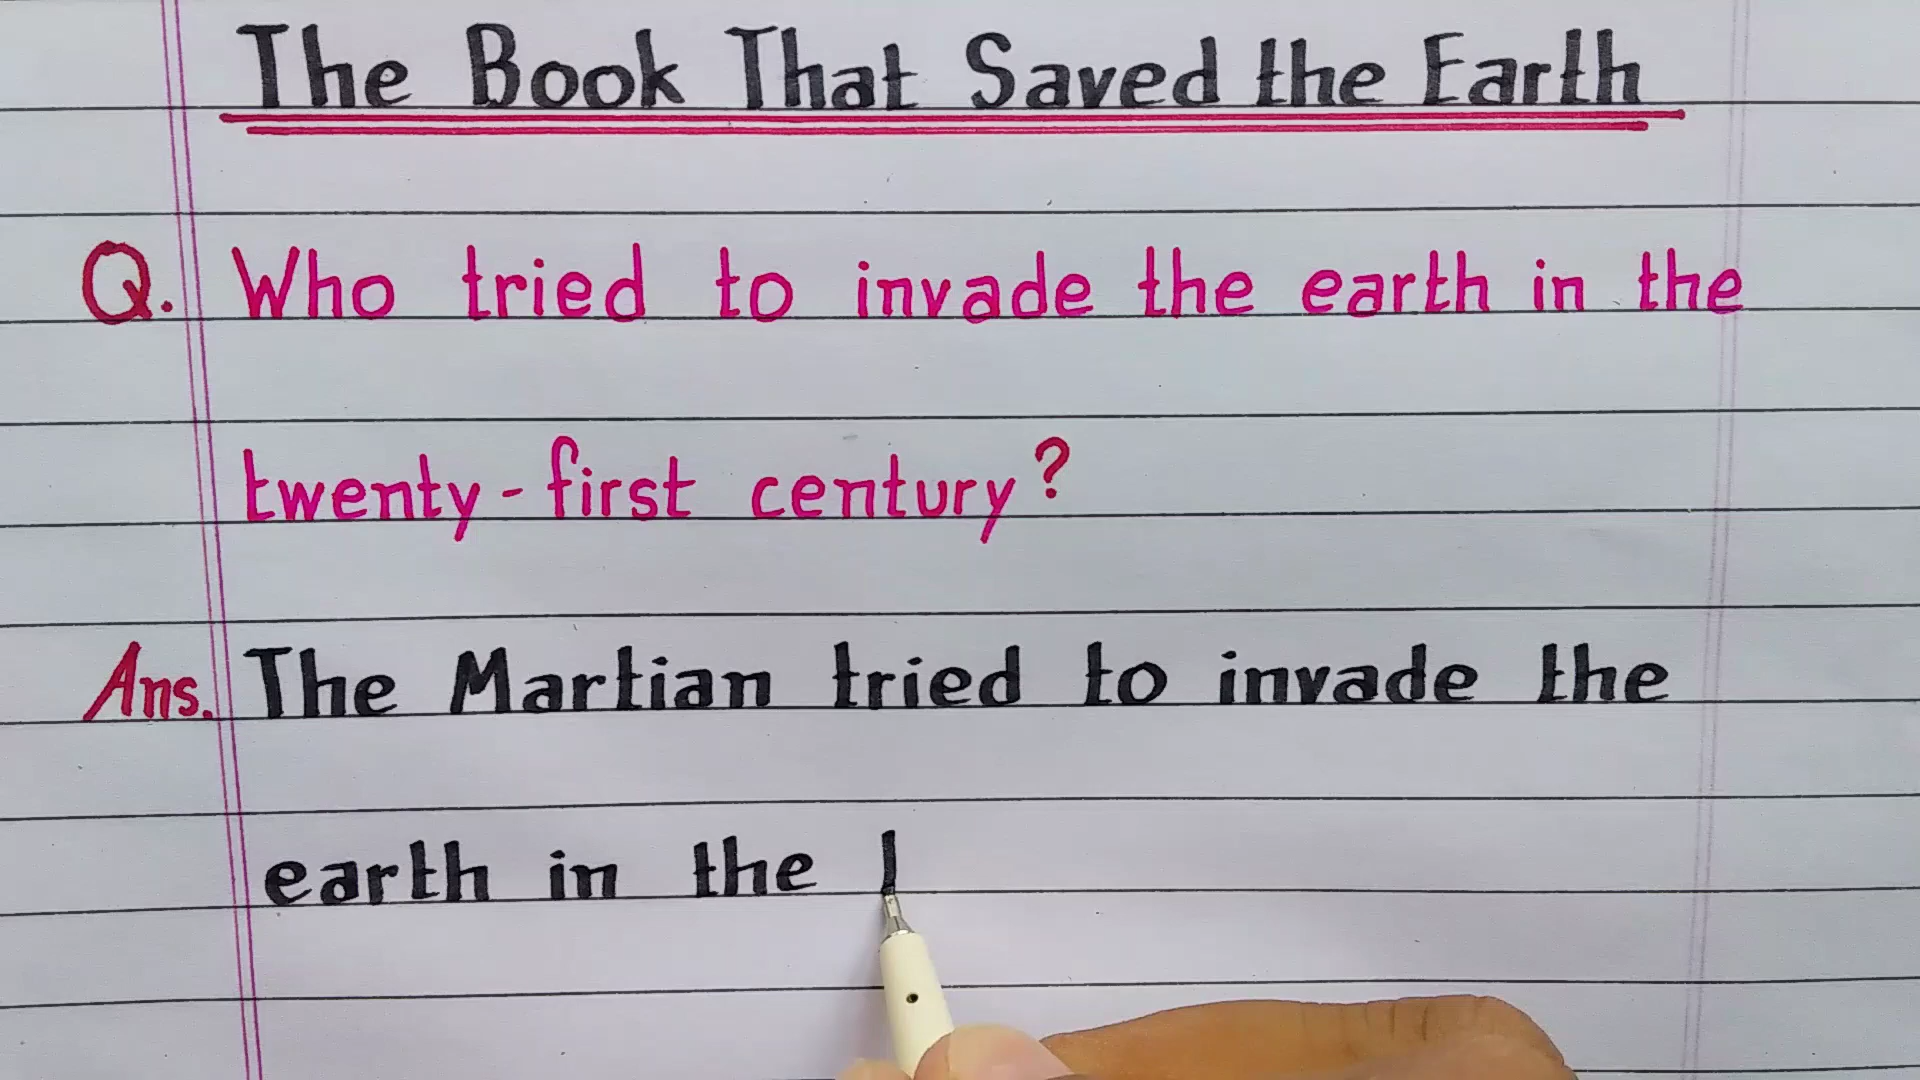 The Book That Saved the Earth
Q. Who tried to invade the earth in the
twenty-first century?
Ans. The Martian tried to invade the
earth in the